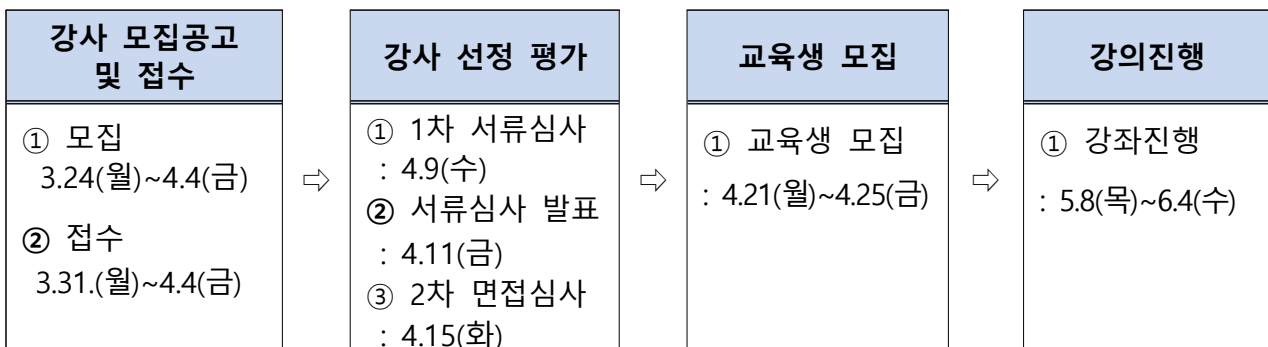 강사 모집공고
및 접수
① 모집
3.24(월)~4.4(금)
② 접수
3.31.(월)~4.4(금)
⇨
강사 선정 평가
① 1차 서류심사
: 4.9(수)
② 서류심사 발표
: 4.11(금)
③ 2차 면접심사
: 4.15(화)
⇨
교육생 모집
① 교육생 모집
: 4.21(월)~4.25(금)
⇨
강의진행
① 강좌진행
: 5.8(목)~6.4(수)